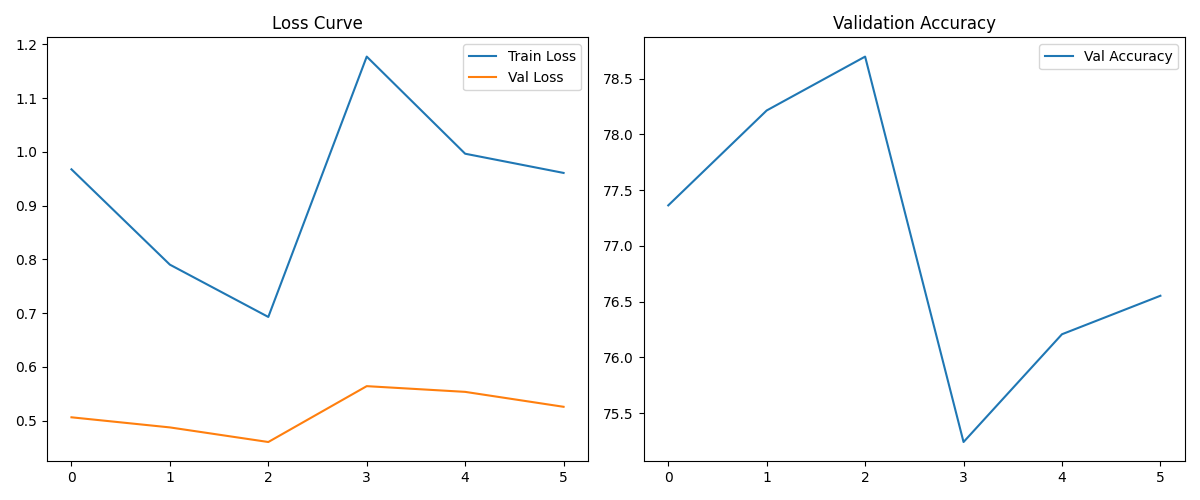 Loss Curve
1.2
1.1
1.0
0.9
0.8
0.7
0.6
0.5
0 1 2 3 4 5
Train Loss
Val Loss
Validation Accuracy
78.5
78.0
77.5
77.0
76.5
76.0
75.5
0 1 2 3 4 5
Val Accuracy